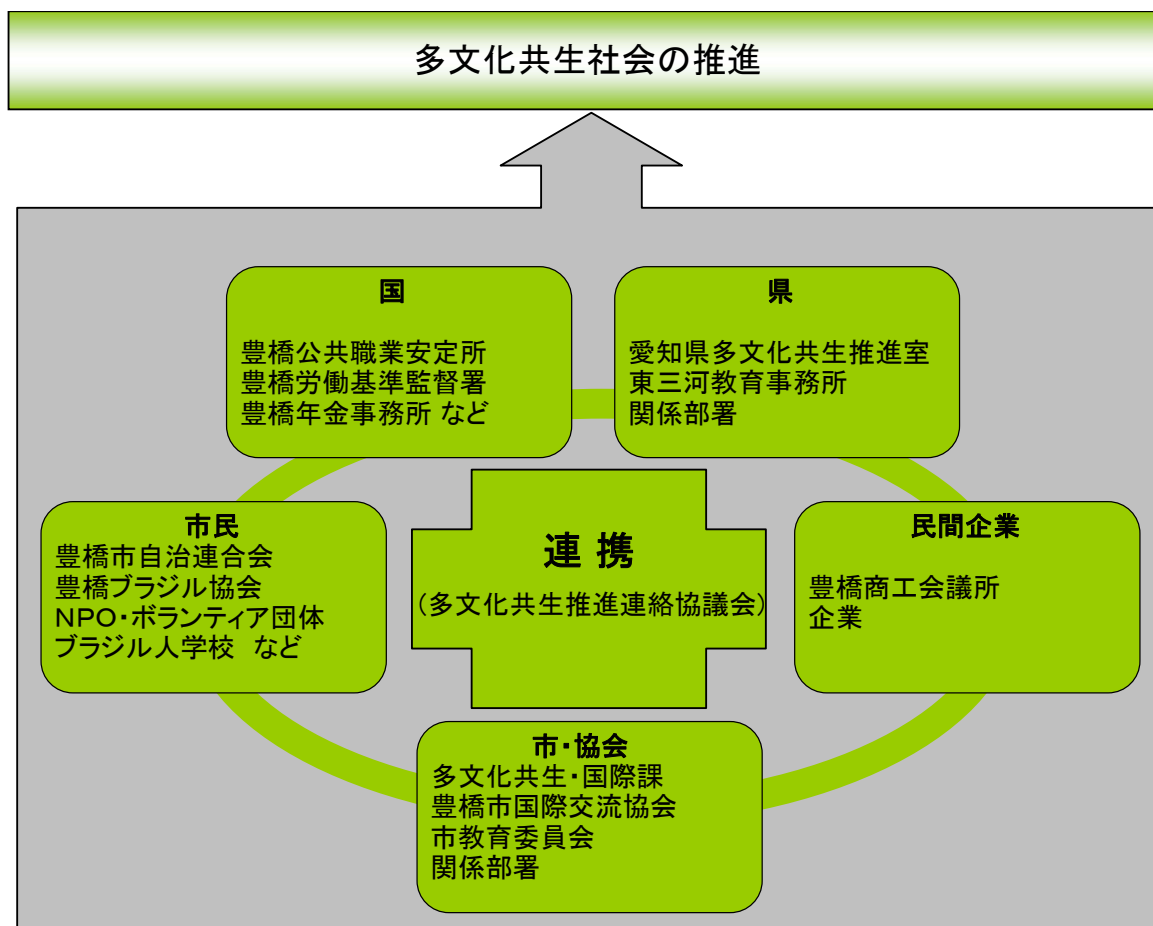 多文化共生社会の推進
国
豊橋公共職業安定所
豊橋労働基準監督署
豊橋年金事務所 など
県
愛知県多文化共生推進室
東三河教育事務所
関係部署
市民
豊橋市自治連合会
豊橋ブラジル協会
NPO・ボランティア団体
ブラジル人学校 など
連 携
(多文化共生推進連絡協議会)
民間企業
豊橋商工会議所
企業
市・協会
多文化共生・国際課
豊橋市国際交流協会
市教育委員会
関係部署